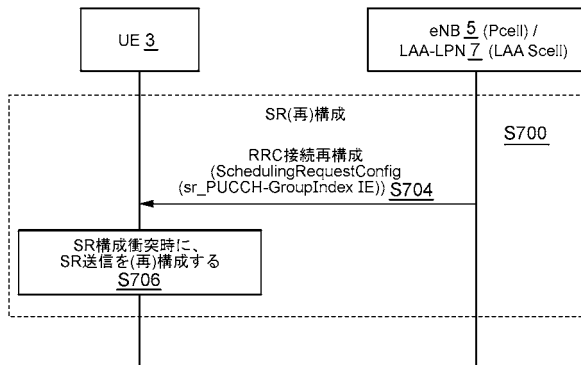 UE 3
eNB 5 (Pcell) /
LAA-LPN 7 (LAA Scell)
SR(再)構成
S700
RRC接続再構成
(SchedulingRequestConfig
(sr_PUCCH-GroupIndex IE))
S704
SR構成衝突時に、
SR送信を(再)構成する
S706